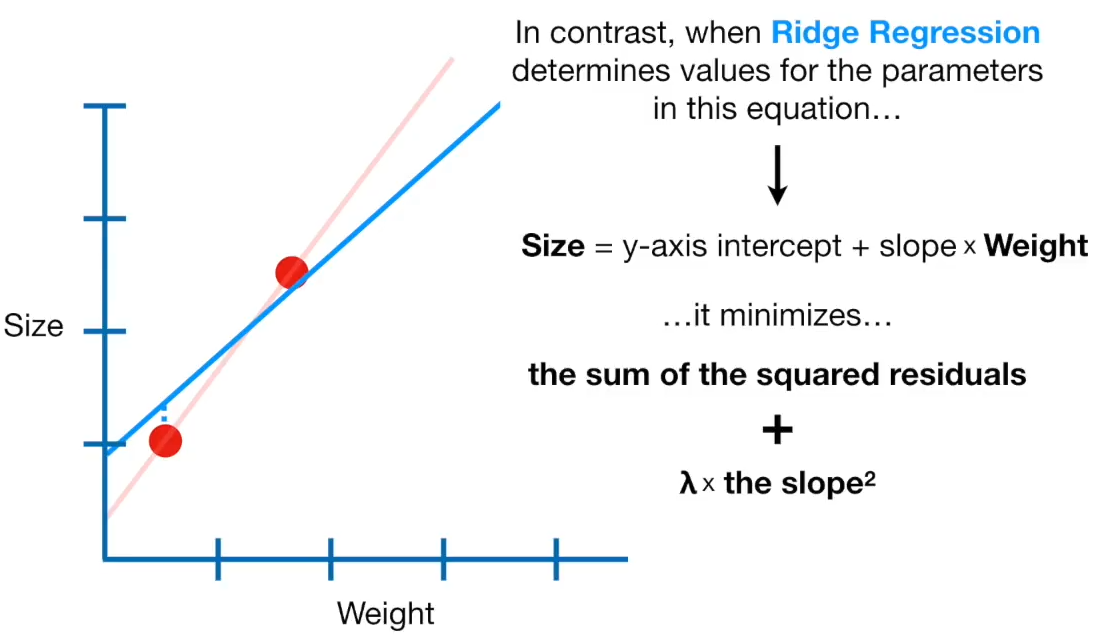 In contrast, when Ridge Regression
determines values for the parameters
in this equation…
Size = y-axis intercept + slope × Weight
…it minimizes…
the sum of the squared residuals
+
λ × the slope²
Size
Weight